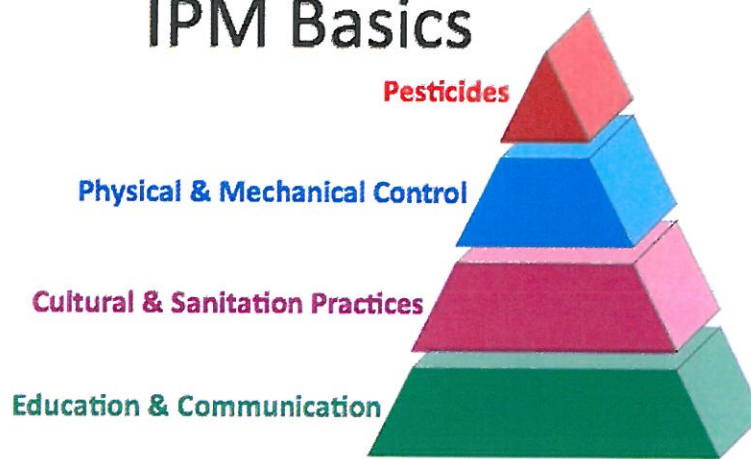 IPM Basics
Pesticides
Physical & Mechanical Control
Cultural & Sanitation Practices
Education & Communication